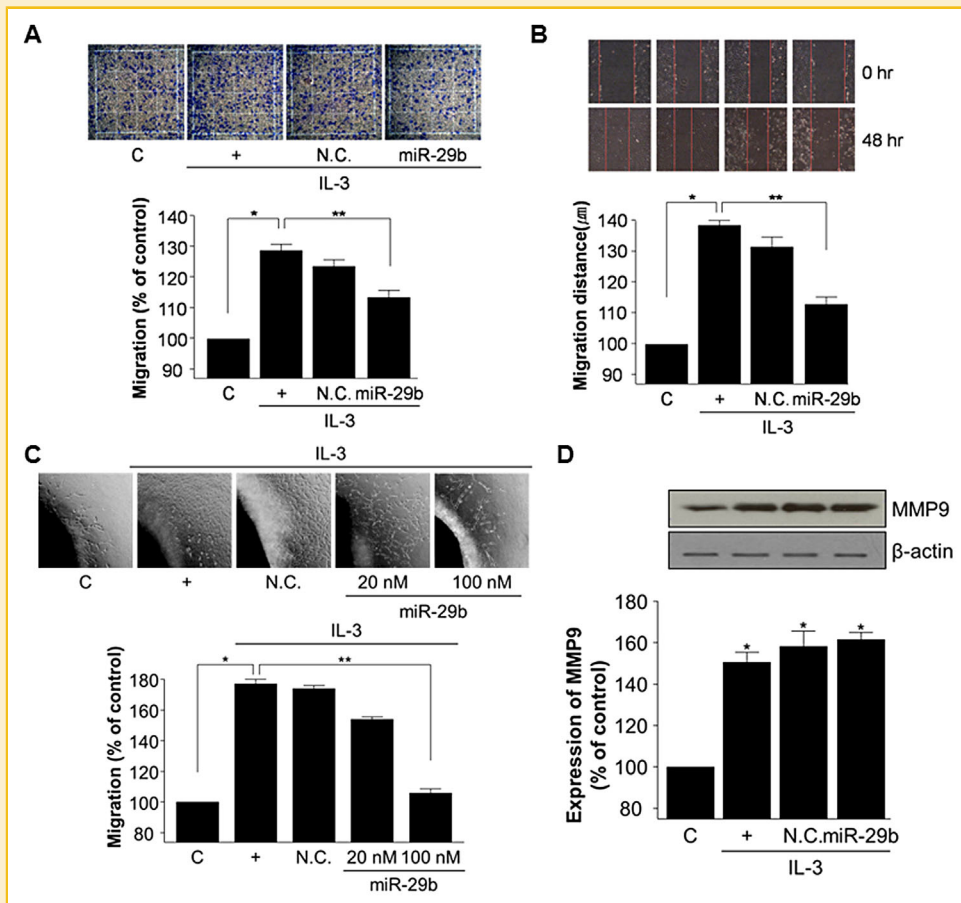 A
C + N.C. miR-29b
IL-3
Migration (% of control)
140
130
120
110
100
90
* **
C + N.C. miR-29b
IL-3
B
0 hr
48 hr
Migration distance(㎛)
140
130
120
110
100
90
* **
C + N.C. miR-29b
IL-3
C
IL-3
C + N.C. 20 nM 100 nM
miR-29b
IL-3
Migration (% of control)
180
160
140
120
100
80
* **
C + N.C. 20 nM 100 nM
miR-29b
D
MMP9
β-actin
Expression of MMP9
(% of control)
180
160
140
120
100
80
* * *
C + N.C. miR-29b
IL-3